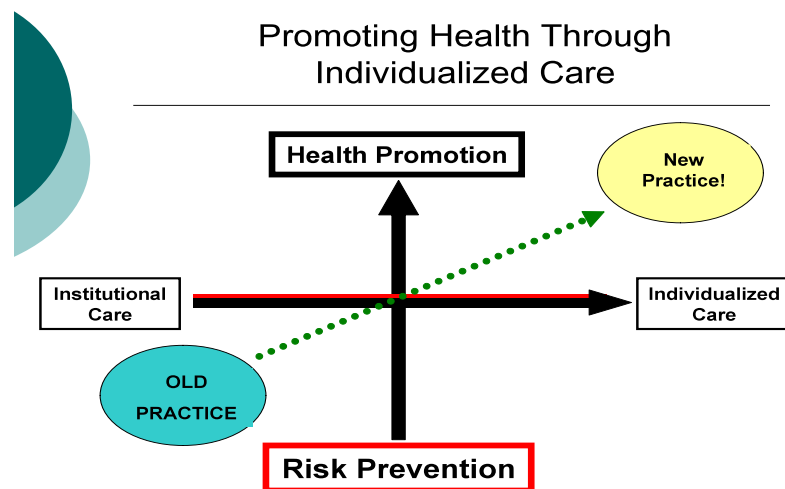 Promoting Health Through
Individualized Care
Health Promotion
New
Practice!
Institutional
Care
Individualized
Care
OLD
PRACTICE
Risk Prevention